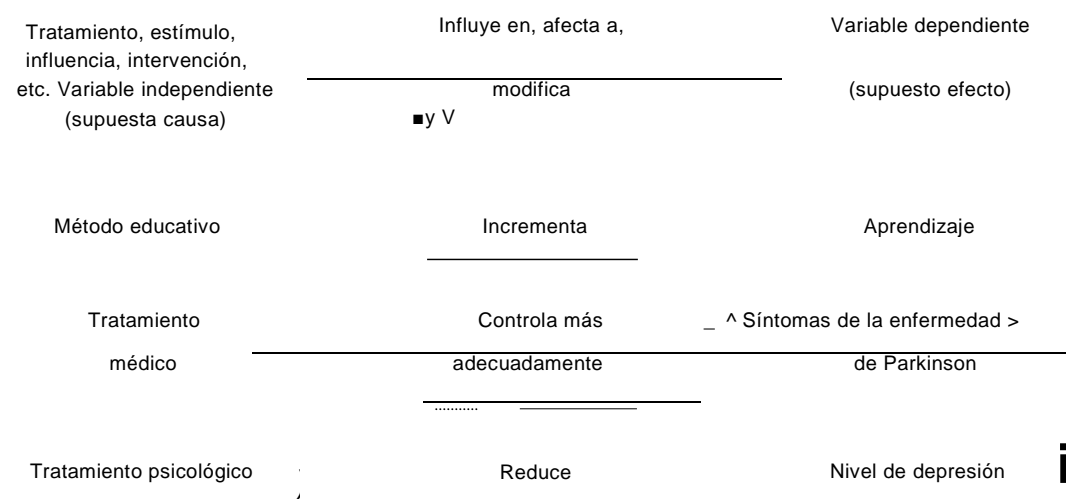 Tratamiento, estímulo,
influencia, intervención,
etc. Variable independiente
(supuesta causa)
Influye en, afecta a,
modifica
■y V
Variable dependiente
(supuesto efecto)
Método educativo
Incrementa
Aprendizaje
Tratamiento
médico
Controla más
adecuadamente
_ ^ Síntomas de la enfermedad >
de Parkinson
Tratamiento psicológico
Reduce
Nivel de depresión
i